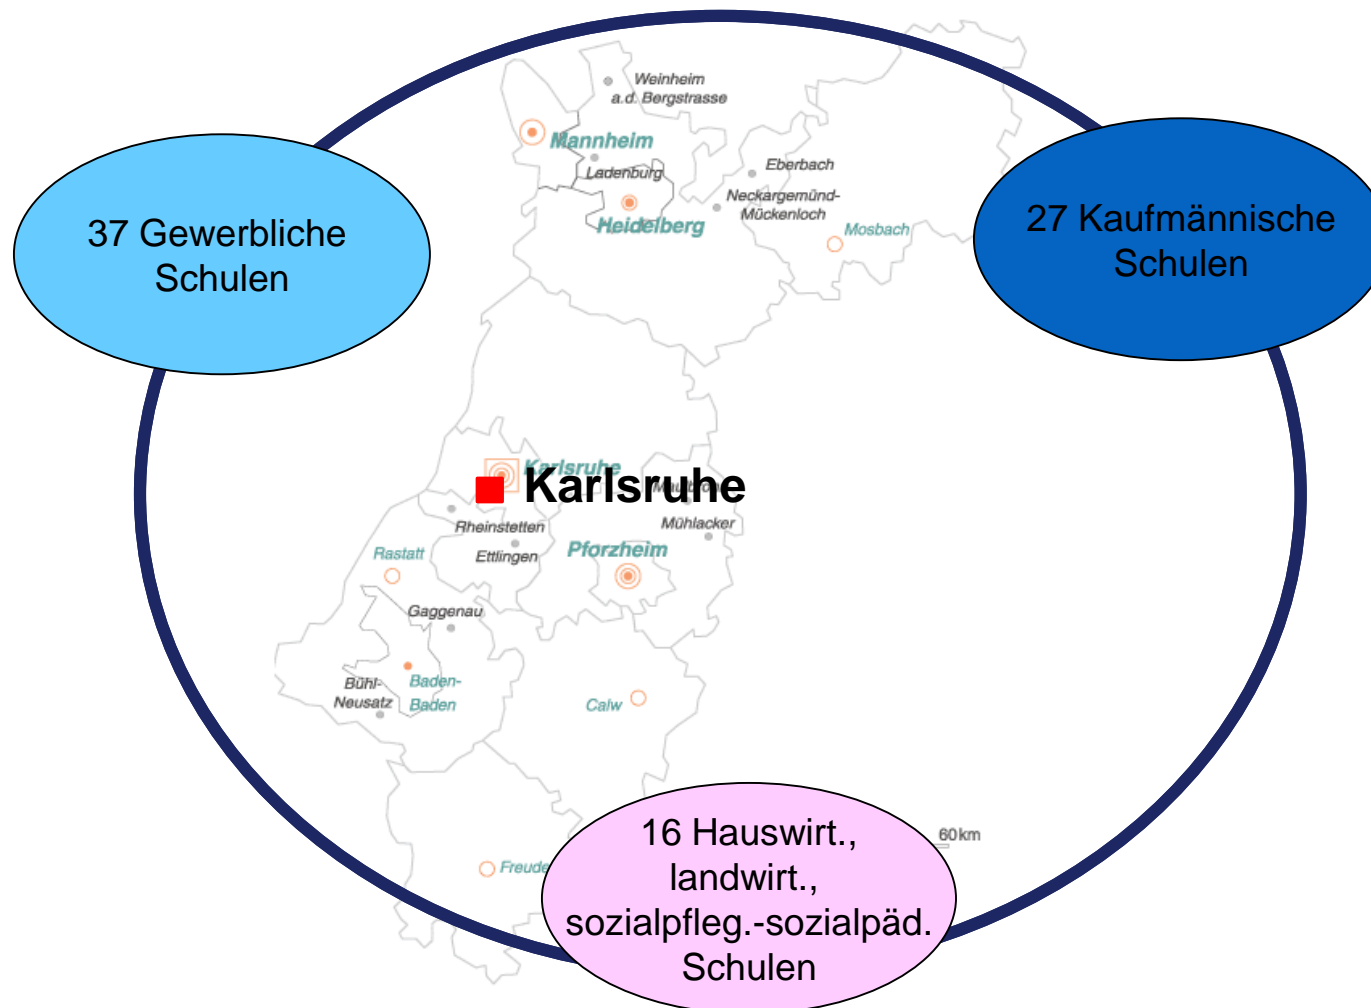 Weinheim
a.d. Bergstrasse
Mannheim
Ladenburg
Heidelberg
Eberbach
Neckargemünd-
Mückenloch
Mosbach
37 Gewerbliche
Schulen
27 Kaufmännische
Schulen
Karlsruhe
Karlsruhe
Mühlacker
Rheinstetten
Ettlingen
Pforzheim
Rastatt
Gaggenau
Bühl-
Neusatz
Baden-
Baden
Calw
Freude
60 km
16 Hauswirt.,
landwirt.,
sozialpfleg.-sozialpäd.
Schulen